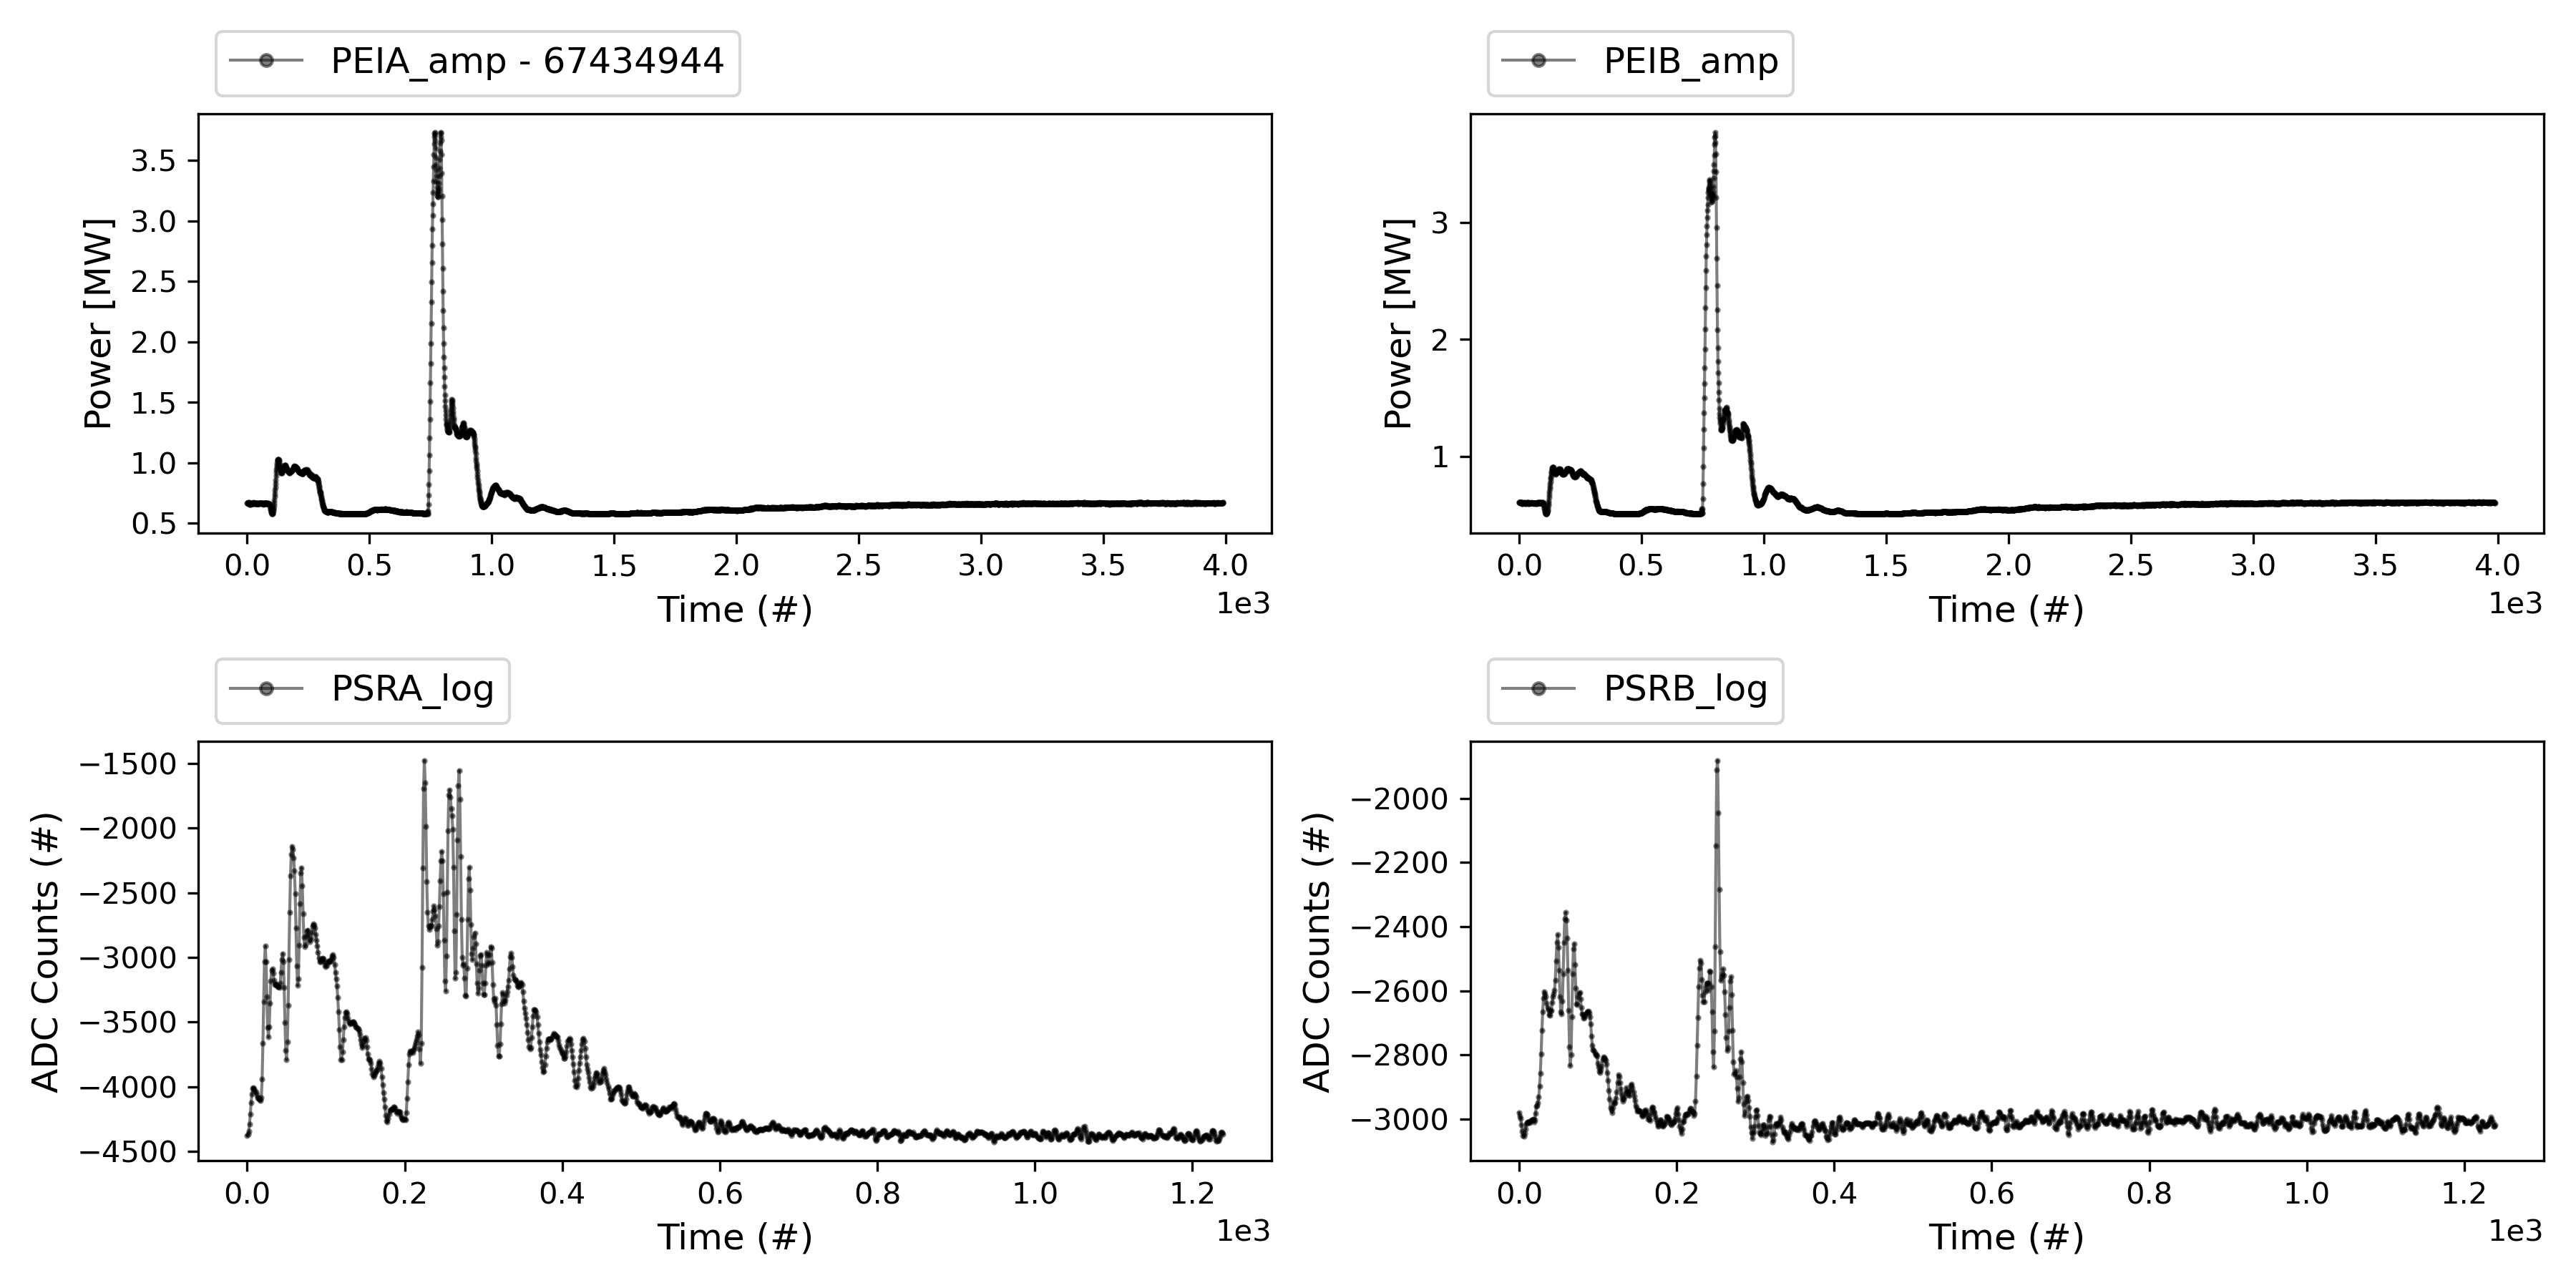 PEIA_amp - 67434944
3.5
3.0
2.5
2.0
1.5
1.0
0.5
Power [MW]
0.0 0.5 1.0 1.5 2.0 2.5 3.0 3.5 4.0
1e3
Time (#)
PEIB_amp
3
2
1
Power [MW]
0.0 0.5 1.0 1.5 2.0 2.5 3.0 3.5 4.0
1e3
Time (#)
PSRA_log
−1500
−2000
−2500
−3000
−3500
−4000
−4500
ADC Counts (#)
0.0 0.2 0.4 0.6 0.8 1.0 1.2
1e3
Time (#)
PSRB_log
−2000
−2200
−2400
−2600
−2800
−3000
ADC Counts (#)
0.0 0.2 0.4 0.6 0.8 1.0 1.2
1e3
Time (#)